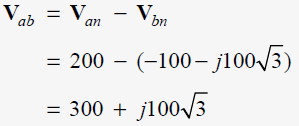 V_ab = V_an − V_bn
= 200 − (−100 − j100√3)
= 300 + j100√3